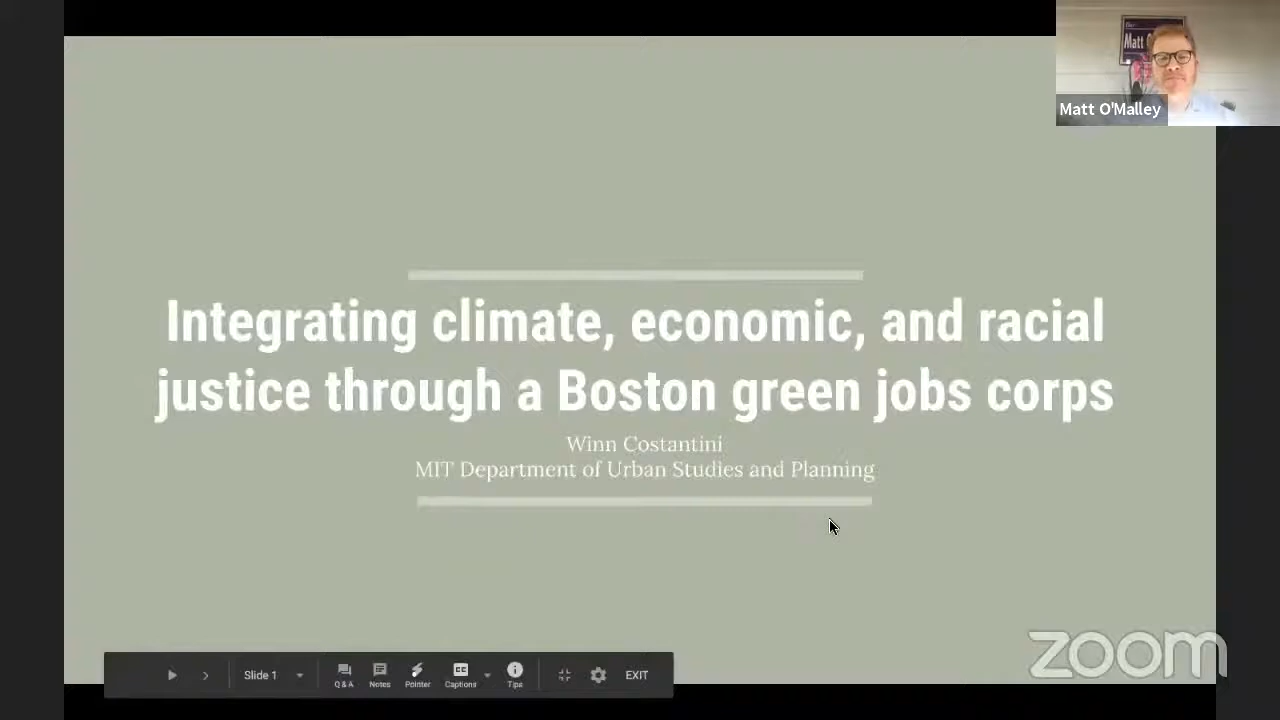 Matt
Matt O'Malley
Integrating climate, economic, and racial
justice through a Boston green jobs corps
Winn Costantini
MIT Department of Urban Studies and Planning
Slide 1
Q & A
Notes
Pointer
Captions
Tips
EXIT
zoom